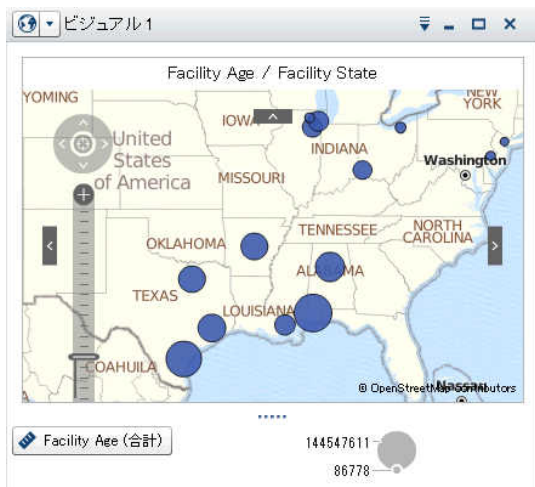 ビジュアル 1
Facility Age / Facility State
YOMING
NEW
YORK
IOWA
United
States
of America
INDIANA
Washington
MISSOURI
OKLAHOMA
TENNESSEE
NORTH
CAROLINA
ALABAMA
TEXAS
LOUISIANA
COAHUILA
Nassau
© OpenStreetMap contributors
Facility Age (合計)
144547611
86778